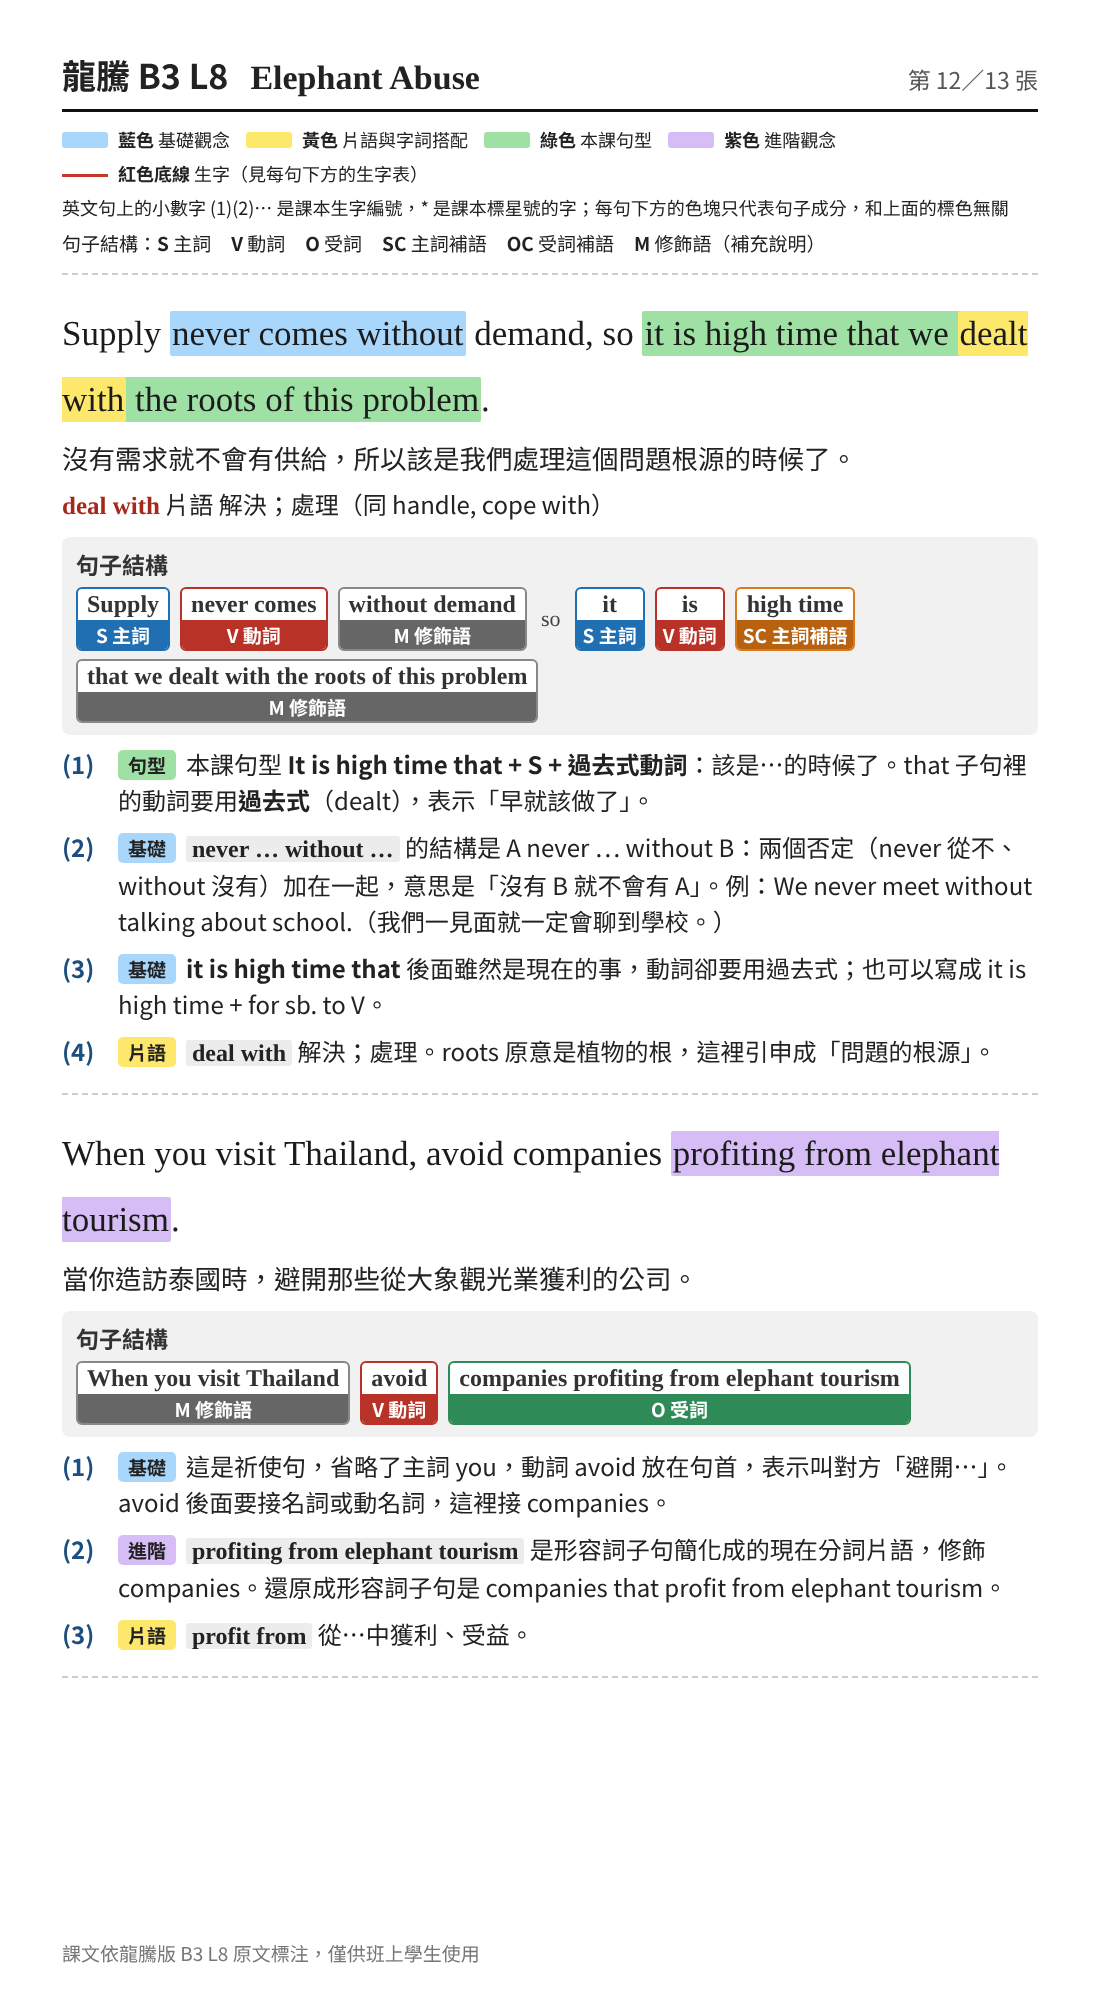 龍騰 B3 L8 Elephant Abuse
第 12／13 張
藍色 基礎觀念 黃色 片語與字詞搭配 綠色 本課句型 紫色 進階觀念
紅色底線 生字（見每句下方的生字表）
英文句上的小數字 (1)(2)… 是課本生字編號，* 是課本標星號的字；每句下方的色塊只代表句子成分，和上面的標色無關
句子結構：S 主詞 V 動詞 O 受詞 SC 主詞補語 OC 受詞補語 M 修飾語（補充說明）
Supply never comes without demand, so it is high time that we dealt
with the roots of this problem.
沒有需求就不會有供給，所以該是我們處理這個問題根源的時候了。
deal with 片語 解決；處理（同 handle, cope with）
句子結構
Supply never comes without demand so it is high time
S 主詞 V 動詞 M 修飾語 S 主詞 V 動詞 SC 主詞補語
that we dealt with the roots of this problem
M 修飾語
(1) 句型 本課句型 It is high time that + S + 過去式動詞：該是…的時候了。that 子句裡
的動詞要用過去式（dealt），表示「早就該做了」。
(2) 基礎 never … without … 的結構是 A never … without B：兩個否定（never 從不、
without 沒有）加在一起，意思是「沒有 B 就不會有 A」。例：We never meet without
talking about school.（我們一見面就一定會聊到學校。）
(3) 基礎 it is high time that 後面雖然是現在的事，動詞卻要用過去式；也可以寫成 it is
high time + for sb. to V。
(4) 片語 deal with 解決；處理。roots 原意是植物的根，這裡引申成「問題的根源」。
When you visit Thailand, avoid companies profiting from elephant
tourism.
當你造訪泰國時，避開那些從大象觀光業獲利的公司。
句子結構
When you visit Thailand avoid companies profiting from elephant tourism
M 修飾語 V 動詞 O 受詞
(1) 基礎 這是祈使句，省略了主詞 you，動詞 avoid 放在句首，表示叫對方「避開…」。
avoid 後面要接名詞或動名詞，這裡接 companies。
(2) 進階 profiting from elephant tourism 是形容詞子句簡化成的現在分詞片語，修飾
companies。還原成形容詞子句是 companies that profit from elephant tourism。
(3) 片語 profit from 從…中獲利、受益。
課文依龍騰版 B3 L8 原文標注，僅供班上學生使用